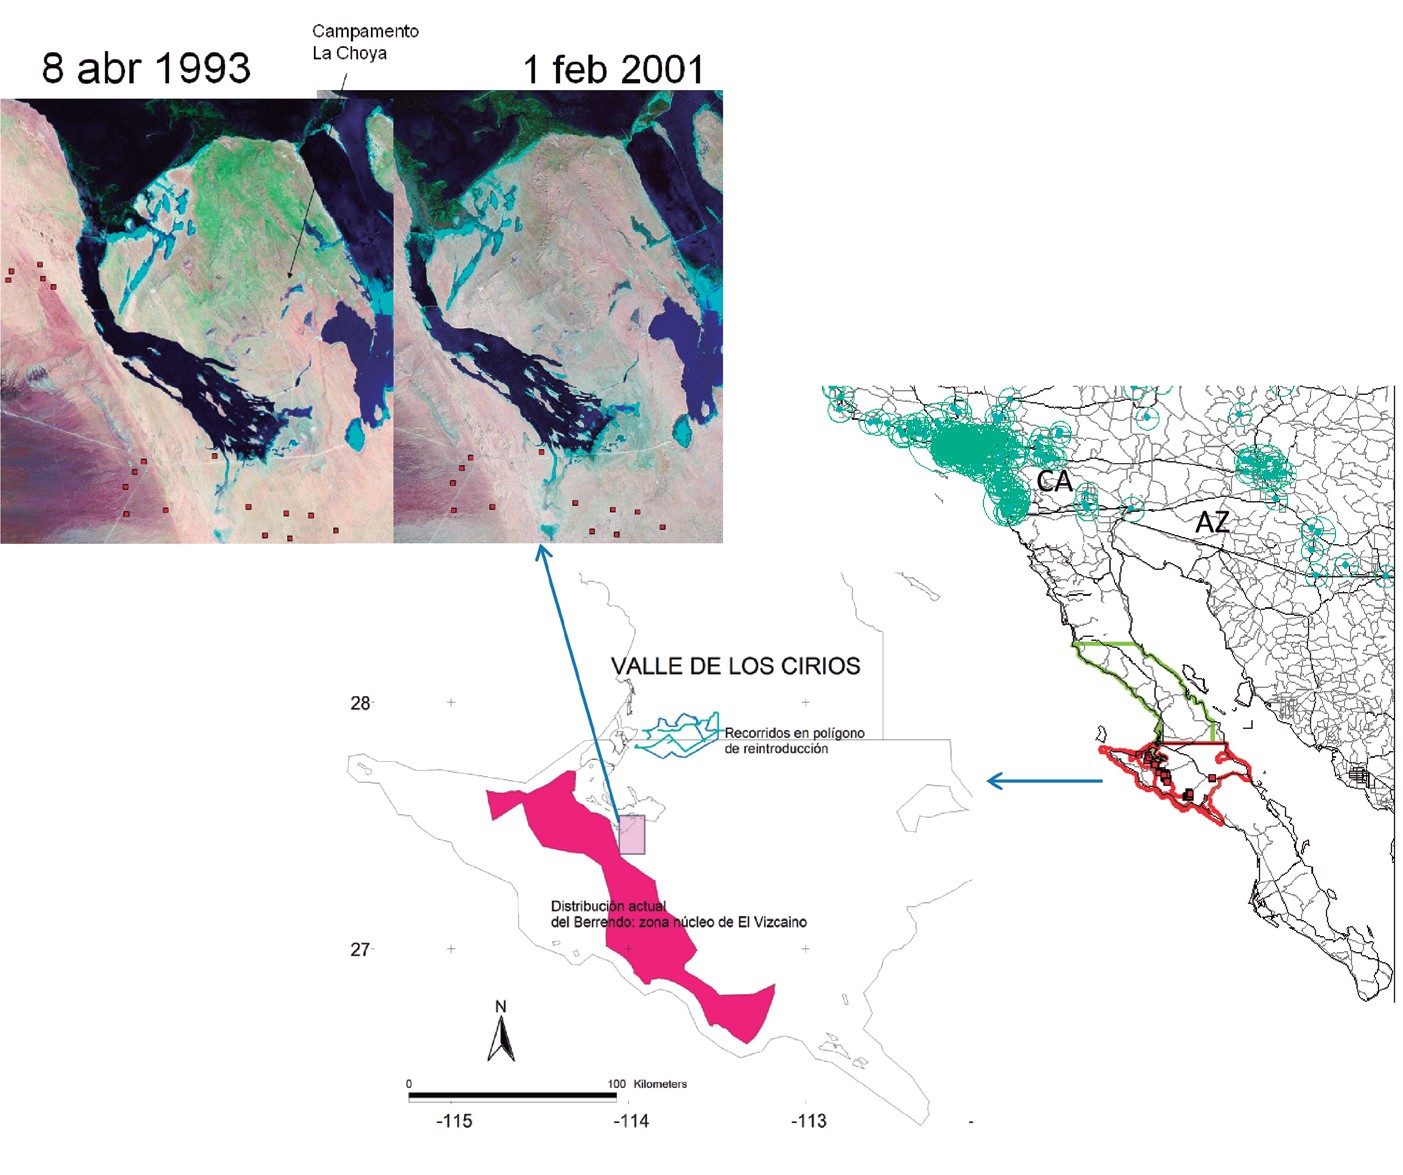 Campamento
La Choya
8 abr 1993
1 feb 2001
CA
AZ
VALLE DE LOS CIRIOS
28
Recorridos en polígono
de reintroducción
Distribución actual
del Berrendo: zona núcleo de El Vizcaino
27
N
0 100 Kilometers
-115 -114 -113 -